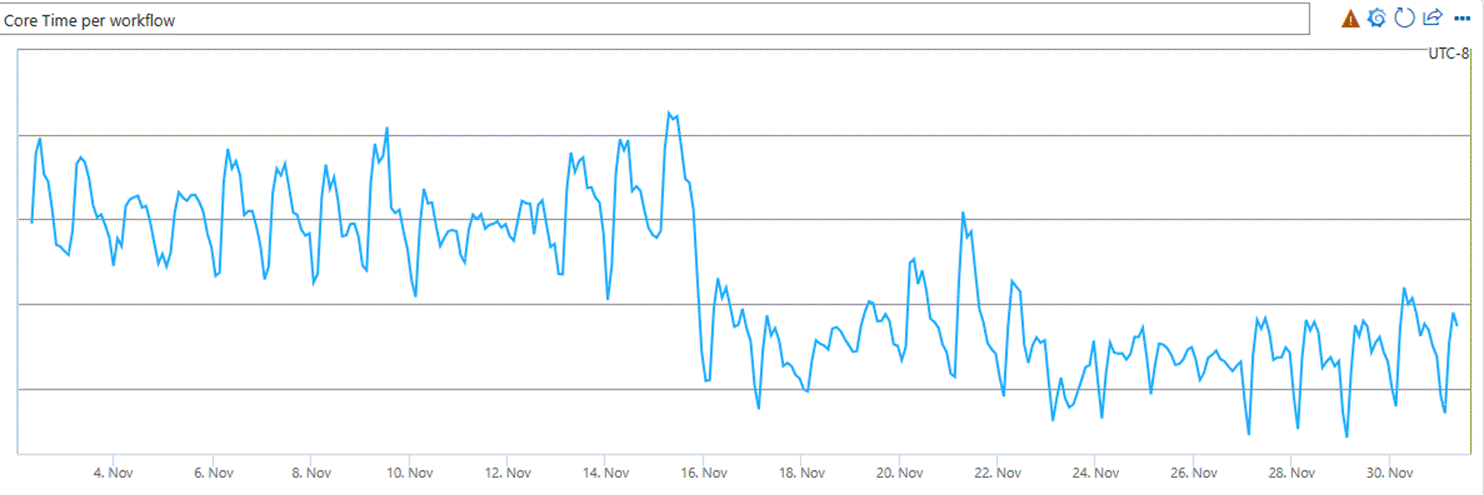 Core Time per workflow
UTC-8
4. Nov 6. Nov 8. Nov 10. Nov 12. Nov 14. Nov 16. Nov 18. Nov 20. Nov 22. Nov 24. Nov 26. Nov 28. Nov 30. Nov